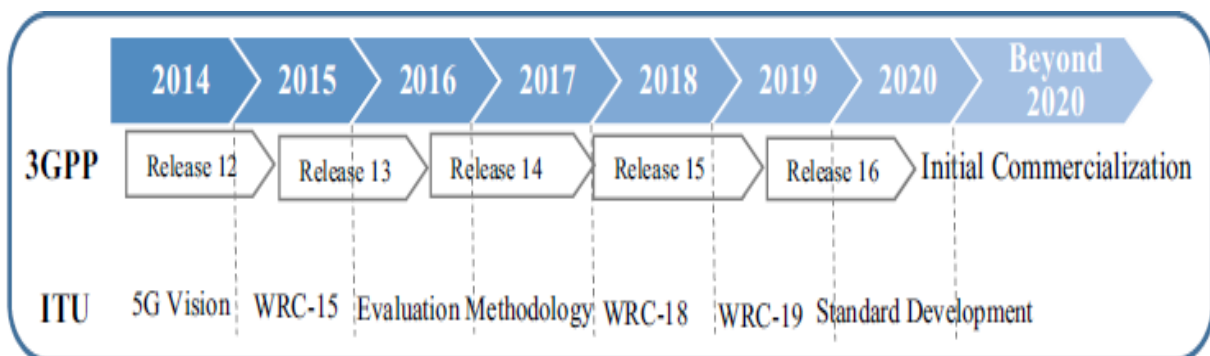 2014 2015 2016 2017 2018 2019 2020 Beyond 2020
3GPP Release 12 Release 13 Release 14 Release 15 Release 16 Initial Commercialization
ITU 5G Vision WRC-15 Evaluation Methodology WRC-18 WRC-19 Standard Development